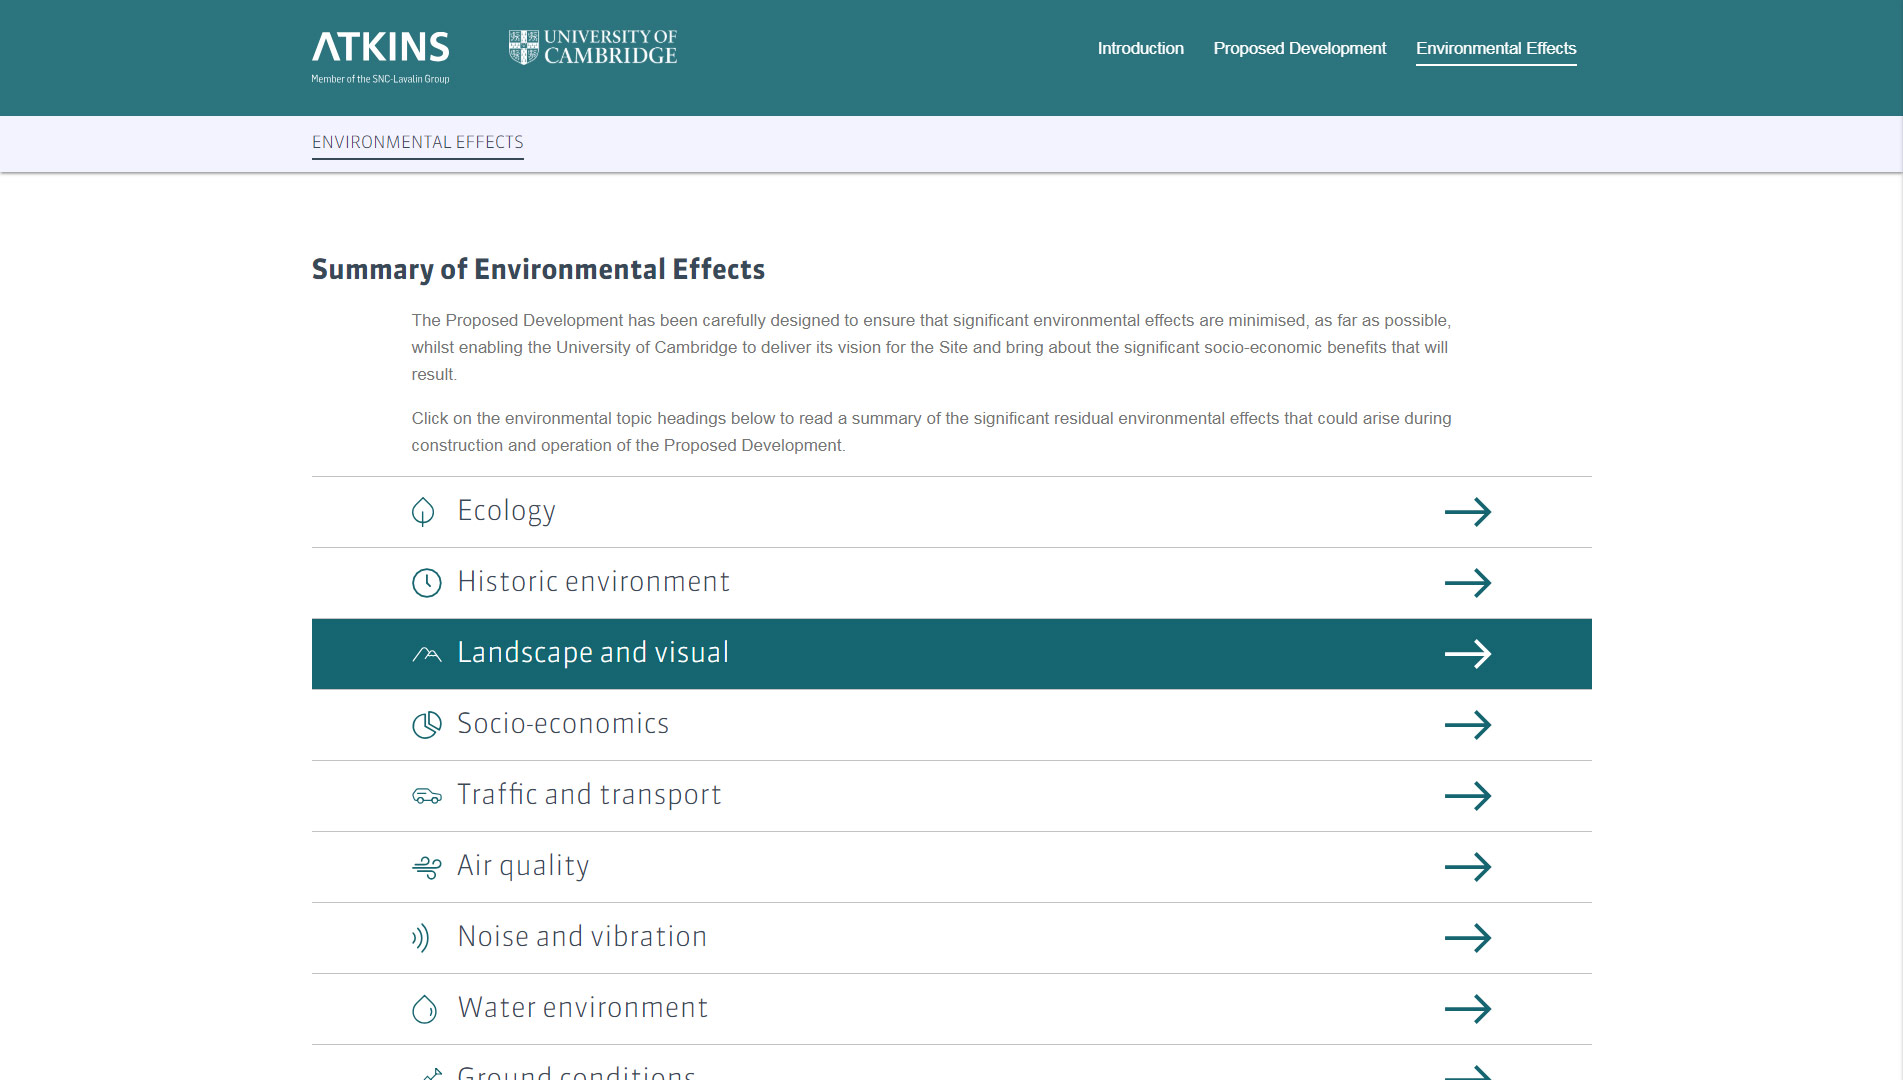 ATKINS
Member of the SNC-Lavalin Group
UNIVERSITY OF
CAMBRIDGE
Introduction Proposed Development Environmental Effects
ENVIRONMENTAL EFFECTS
Summary of Environmental Effects
The Proposed Development has been carefully designed to ensure that significant environmental effects are minimised, as far as possible,
whilst enabling the University of Cambridge to deliver its vision for the Site and bring about the significant socio-economic benefits that will
result.
Click on the environmental topic headings below to read a summary of the significant residual environmental effects that could arise during
construction and operation of the Proposed Development.
Ecology
Historic environment
Landscape and visual
Socio-economics
Traffic and transport
Air quality
Noise and vibration
Water environment
Ground conditions